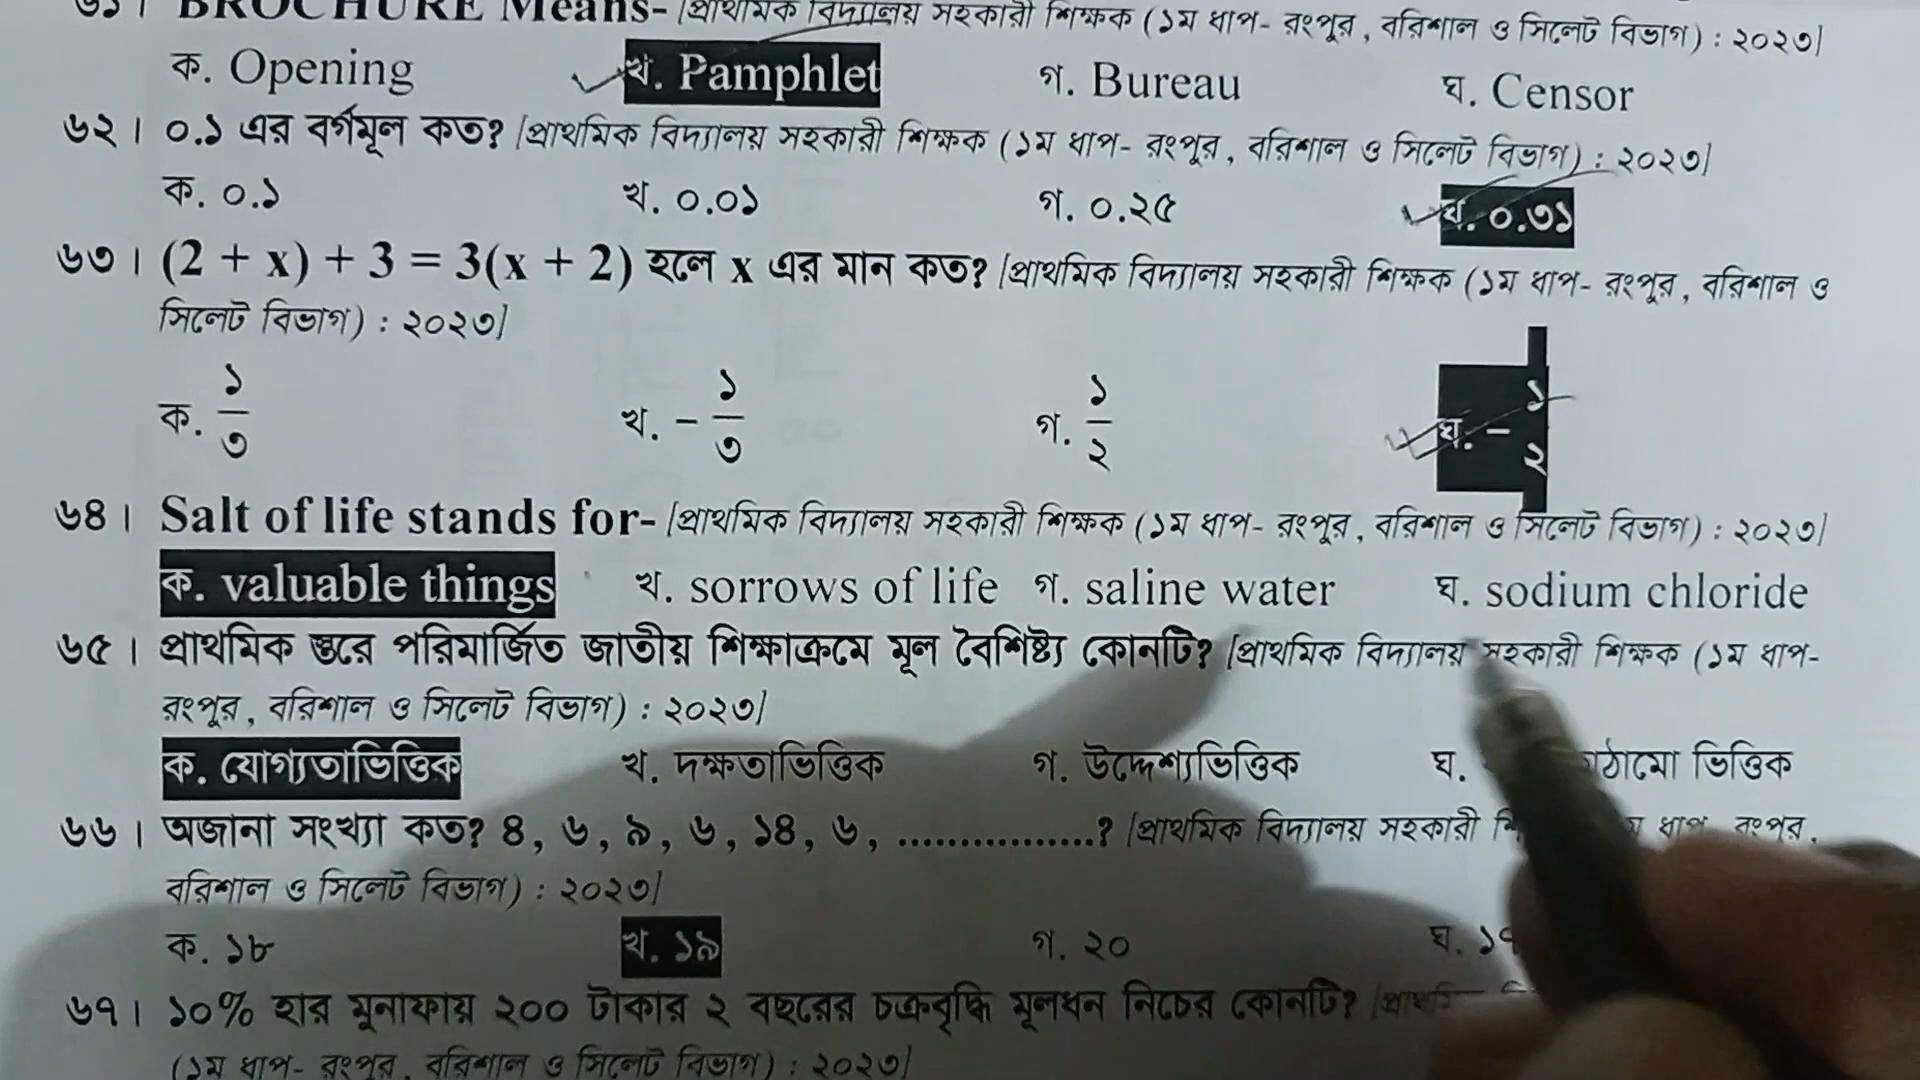 ৬১। BROCHURE Means- [প্রাথমিক বিদ্যালয় সহকারী শিক্ষক (১ম ধাপ- রংপুর, বরিশাল ও সিলেট বিভাগ) : ২০২৩]
ক. Opening খ. Pamphlet গ. Bureau ঘ. Censor
৬২। ০.১ এর বর্গমূল কত? [প্রাথমিক বিদ্যালয় সহকারী শিক্ষক (১ম ধাপ- রংপুর, বরিশাল ও সিলেট বিভাগ) : ২০২৩]
ক. ০.১ খ. ০.০১ গ. ০.২৫ ঘ. ০.৩১
৬৩। (2 + x) + 3 = 3(x + 2) হলে x এর মান কত? [প্রাথমিক বিদ্যালয় সহকারী শিক্ষক (১ম ধাপ- রংপুর, বরিশাল ও
সিলেট বিভাগ) : ২০২৩]
ক. ১/৩ খ. - ১/৩ গ. ১/২ ঘ. - ১/২
৬৪। Salt of life stands for- [প্রাথমিক বিদ্যালয় সহকারী শিক্ষক (১ম ধাপ- রংপুর, বরিশাল ও সিলেট বিভাগ) : ২০২৩]
ক. valuable things খ. sorrows of life গ. saline water ঘ. sodium chloride
৬৫। প্রাথমিক স্তরে পরিমার্জিত জাতীয় শিক্ষাক্রমে মূল বৈশিষ্ট্য কোনটি? [প্রাথমিক বিদ্যালয় সহকারী শিক্ষক (১ম ধাপ-
রংপুর, বরিশাল ও সিলেট বিভাগ) : ২০২৩]
ক. যোগ্যতাভিত্তিক খ. দক্ষতাভিত্তিক গ. উদ্দেশ্যভিত্তিক ঘ. ভিত্তিক
৬৬। অজানা সংখ্যা কত? ৪, ৬, ৯, ৬, ১৪, ৬, ................? [প্রাথমিক বিদ্যালয় সহকারী ধাপ- রংপুর,
বরিশাল ও সিলেট বিভাগ) : ২০২৩]
ক. ১৮ খ. ১৯ গ. ২০ ঘ.
৬৭। ১০% হার মুনাফায় ২০০ টাকার ২ বছরের চক্রবৃদ্ধি মূলধন নিচের কোনটি?
(১ম ধাপ- রংপুর, বরিশাল ও সিলেট বিভাগ) : ২০২৩]